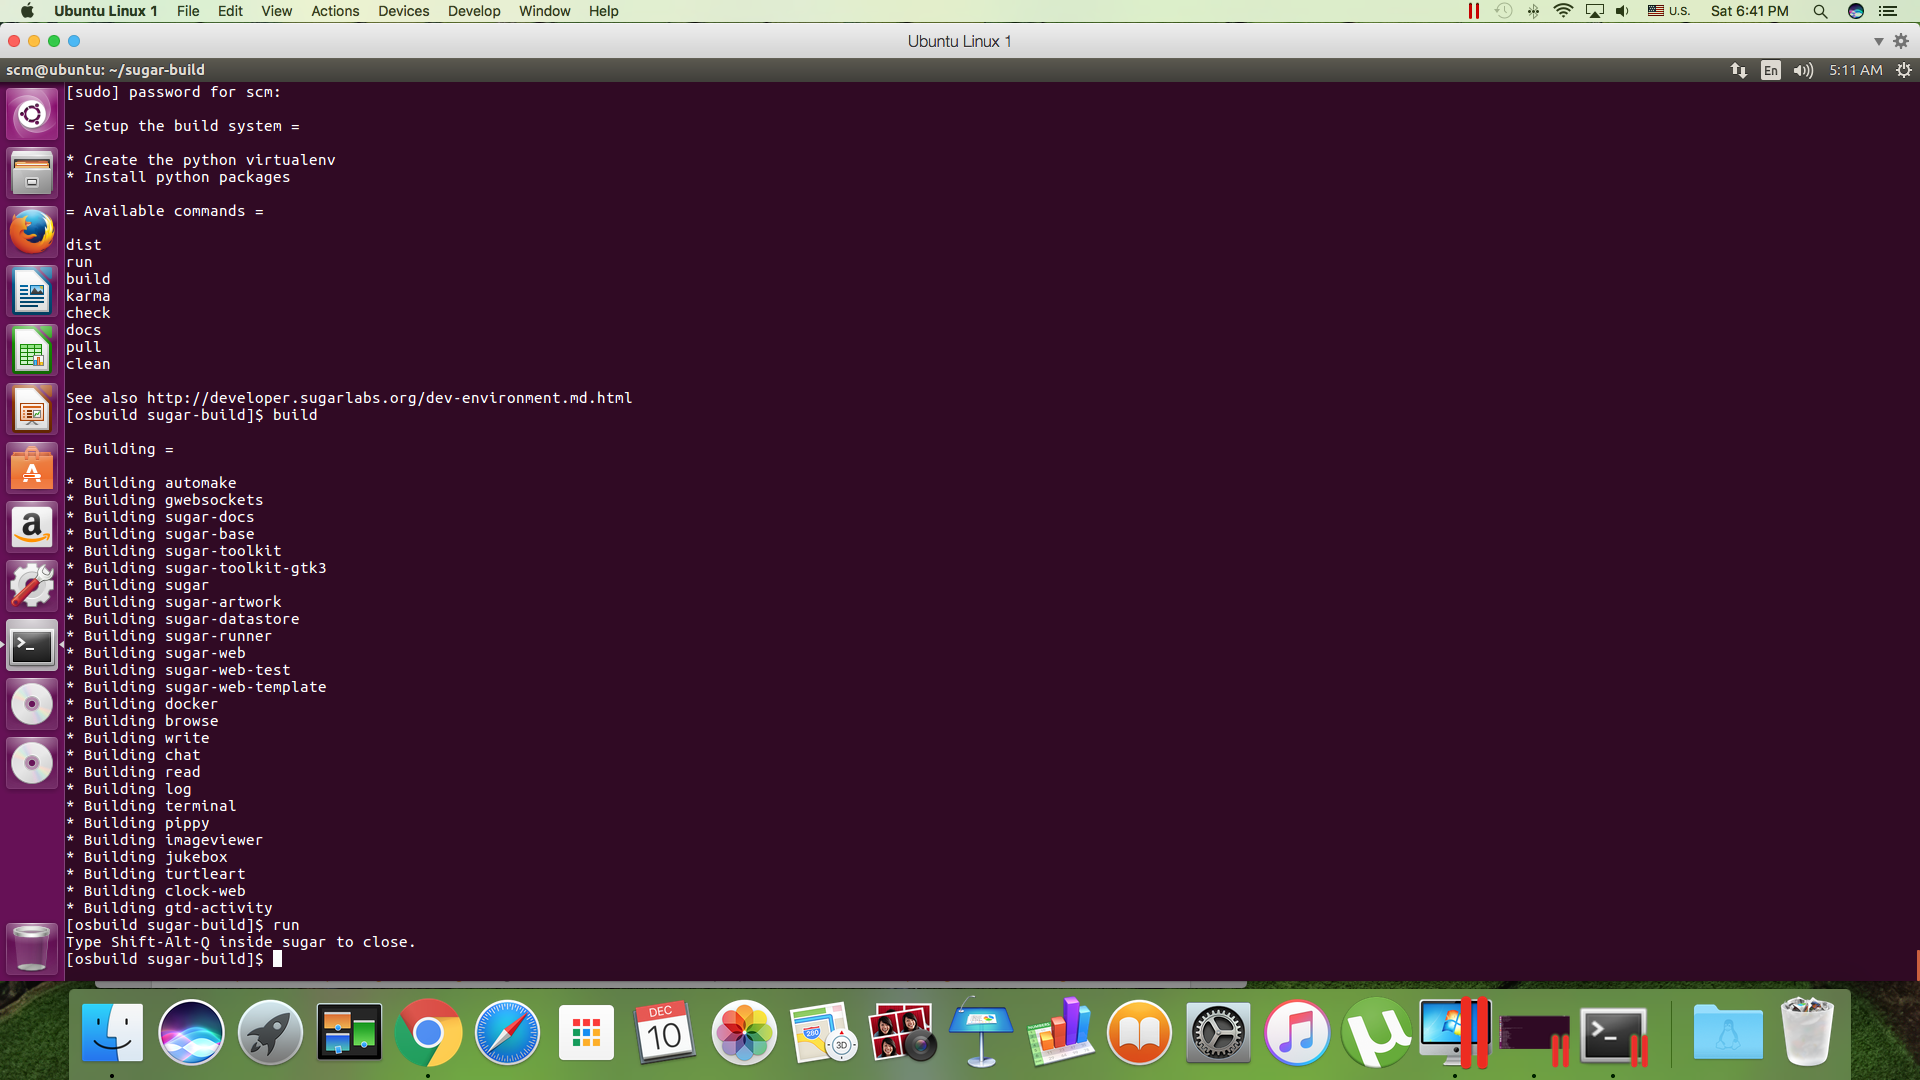 Ubuntu Linux 1 File Edit View Actions Devices Develop Window Help U.S. Sat 6:41 PM
Ubuntu Linux 1
scm@ubuntu: ~/sugar-build En 5:11 AM
[sudo] password for scm:
= Setup the build system =
* Create the python virtualenv
* Install python packages
= Available commands =
dist
run
build
karma
check
docs
pull
clean
See also http://developer.sugarlabs.org/dev-environment.md.html
[osbuild sugar-build]$ build
= Building =
* Building automake
* Building gwebsockets
* Building sugar-docs
* Building sugar-base
* Building sugar-toolkit
* Building sugar-toolkit-gtk3
* Building sugar
* Building sugar-artwork
* Building sugar-datastore
* Building sugar-runner
* Building sugar-web
* Building sugar-web-test
* Building sugar-web-template
* Building docker
* Building browse
* Building write
* Building chat
* Building read
* Building log
* Building terminal
* Building pippy
* Building imageviewer
* Building jukebox
* Building turtleart
* Building clock-web
* Building gtd-activity
[osbuild sugar-build]$ run
Type Shift-Alt-Q inside sugar to close.
[osbuild sugar-build]$
DEC
10
280
3D